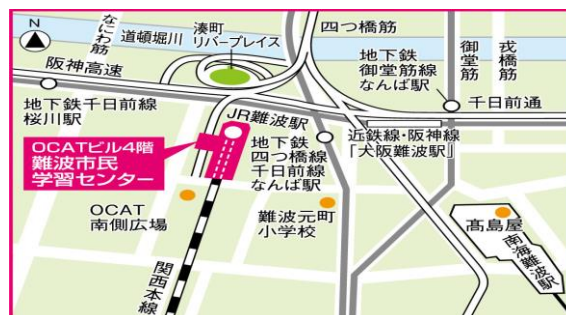 N
なにわ筋
道頓堀川
湊町
リバープレイス
四つ橋筋
阪神高速
地下鉄
御堂筋線
なんば駅
御堂筋
戎橋筋
地下鉄千日前線
桜川駅
千日前通
JR難波駅
OCATビル4階
難波市民
学習センター
地下鉄
四つ橋線
千日前線
なんば駅
近鉄線・阪神線
「大阪難波駅」
OCAT
南側広場
難波元町
小学校
髙島屋
南海難波駅
関西本線